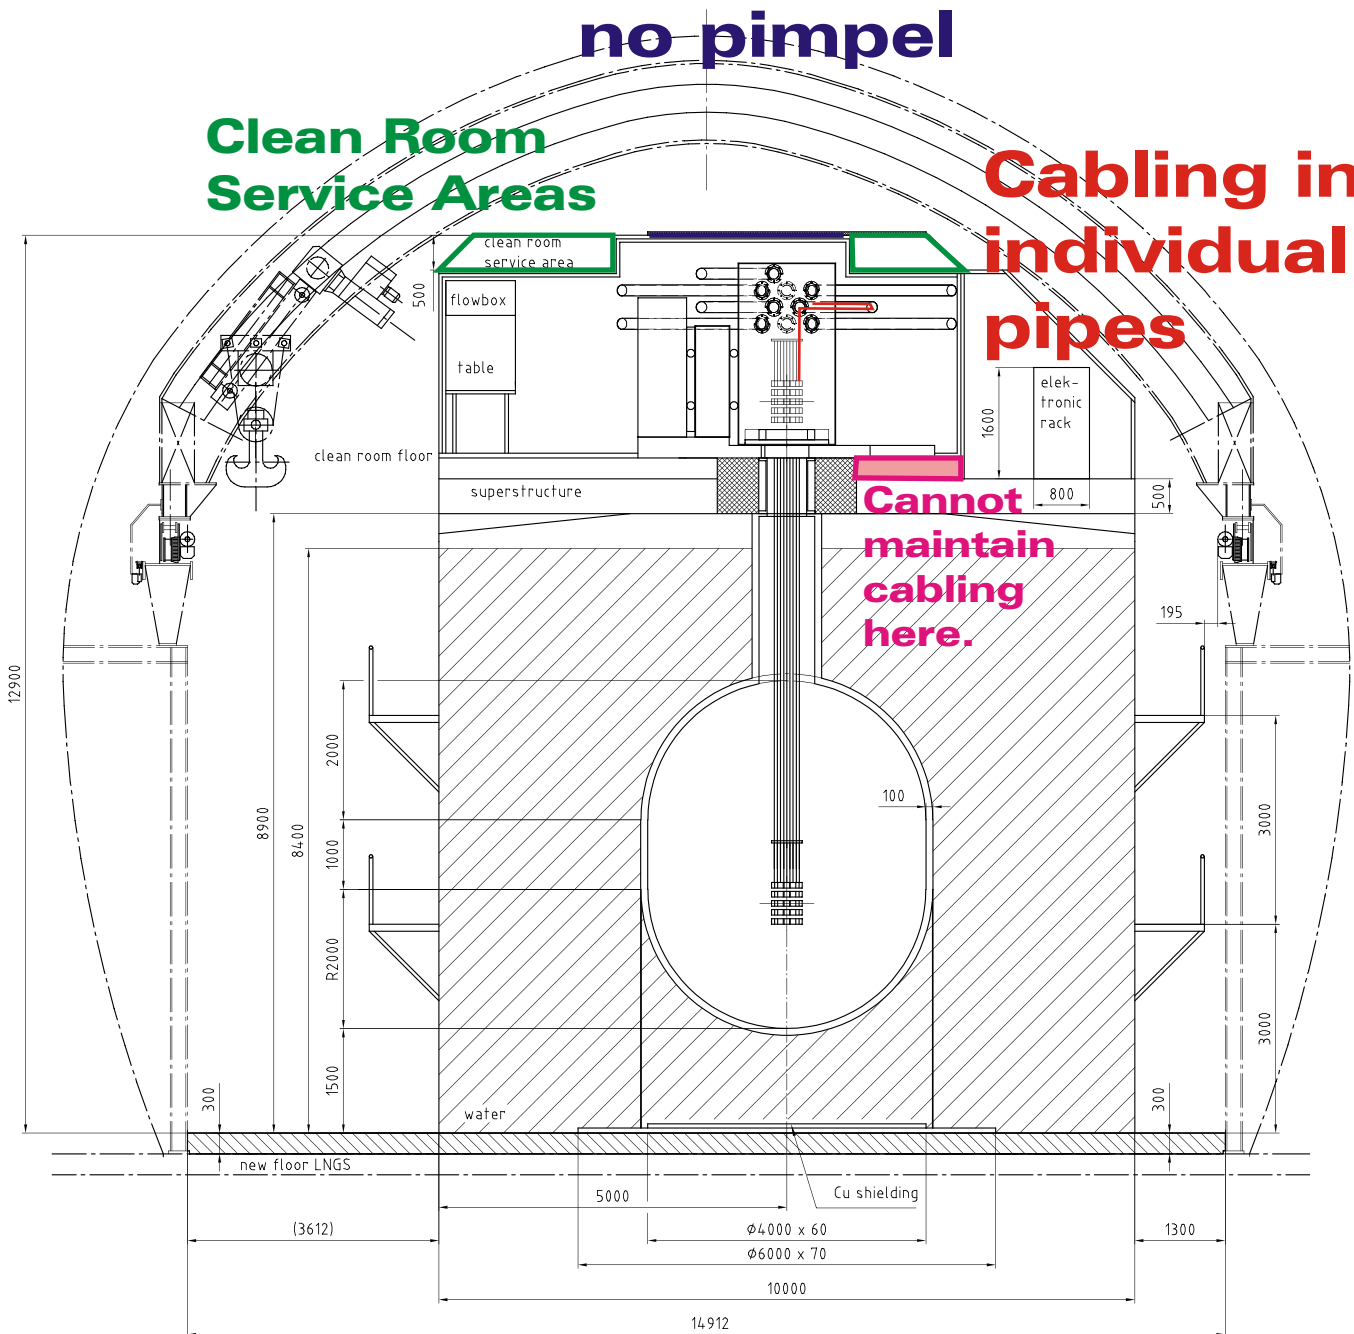 no pimpel
Clean Room
Service Areas
Cabling in
individual
pipes
clean room
service area
500
flowbox
table
elek-
tronic
rack
1600
clean room floor
superstructure
800
500
Cannot
maintain
cabling
here.
195
12900
8900
8400
2000
1000
R2000
1500
100
3000
3000
300
300
water
new floor LNGS
Cu shielding
5000
(3612)
Ø4000 x 60
1300
Ø6000 x 70
10000
14912